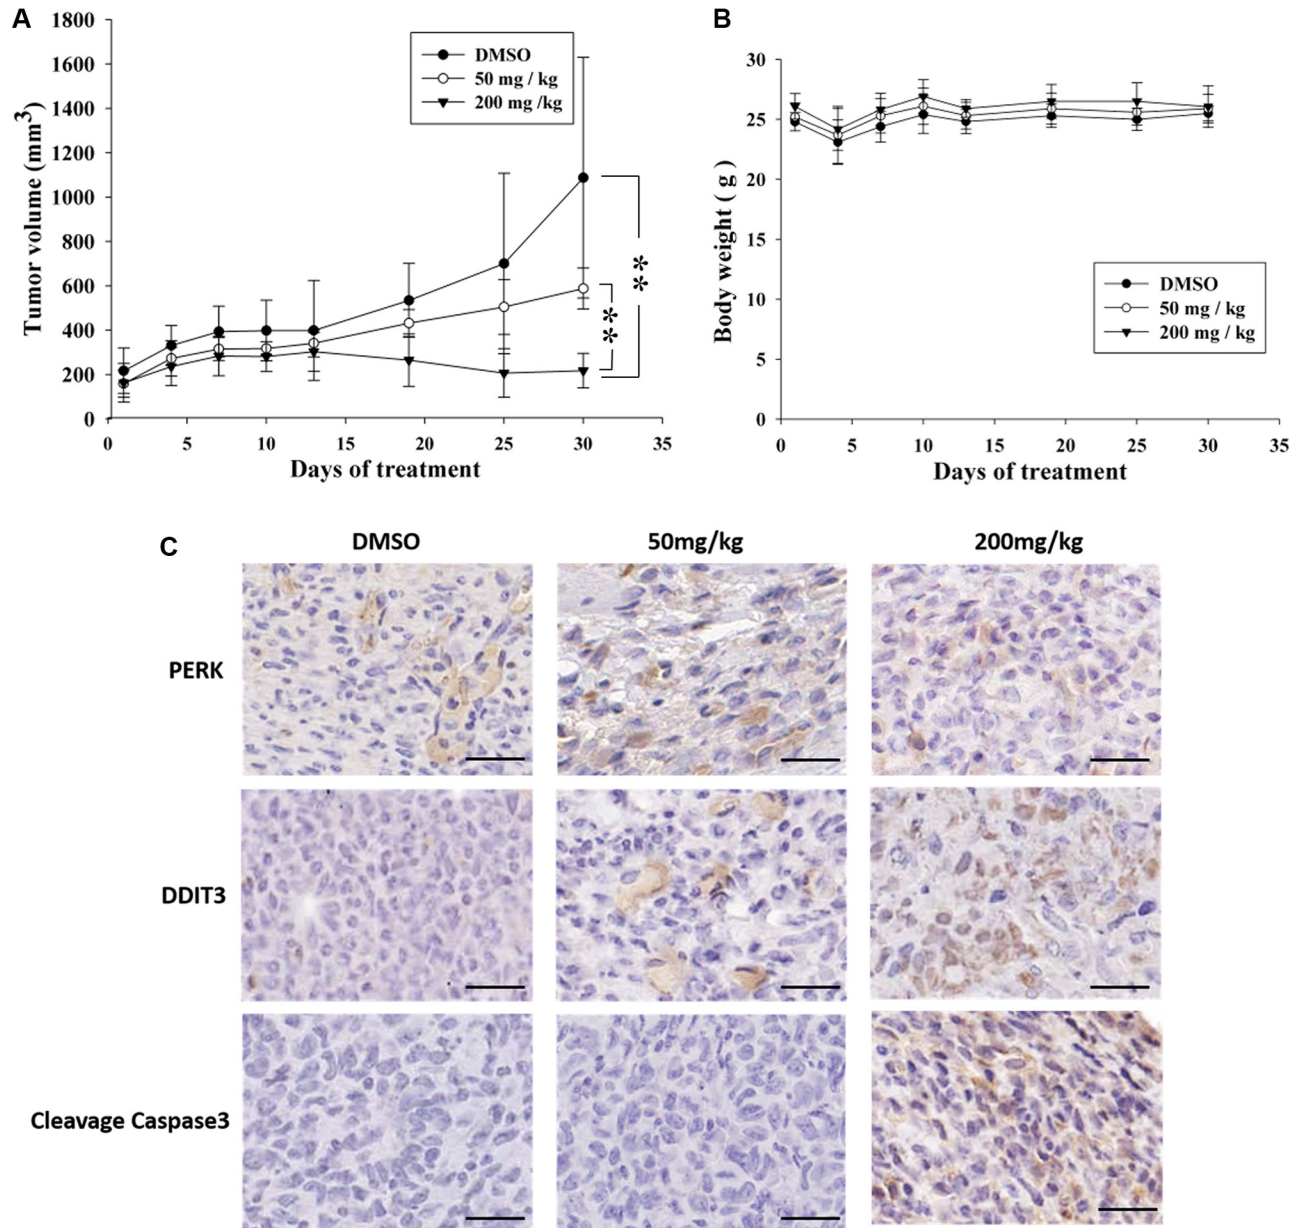 A
1800
1600
1400
1200
1000
800
600
400
200
0
Tumor volume (mm3)
DMSO
50 mg / kg
200 mg /kg
**
**
0 5 10 15 20 25 30 35
Days of treatment
B
30
25
20
15
10
5
0
Body weight ( g )
DMSO
50 mg / kg
200 mg / kg
0 5 10 15 20 25 30 35
Days of treatment
C
DMSO 50mg/kg 200mg/kg
PERK
DDIT3
Cleavage Caspase3